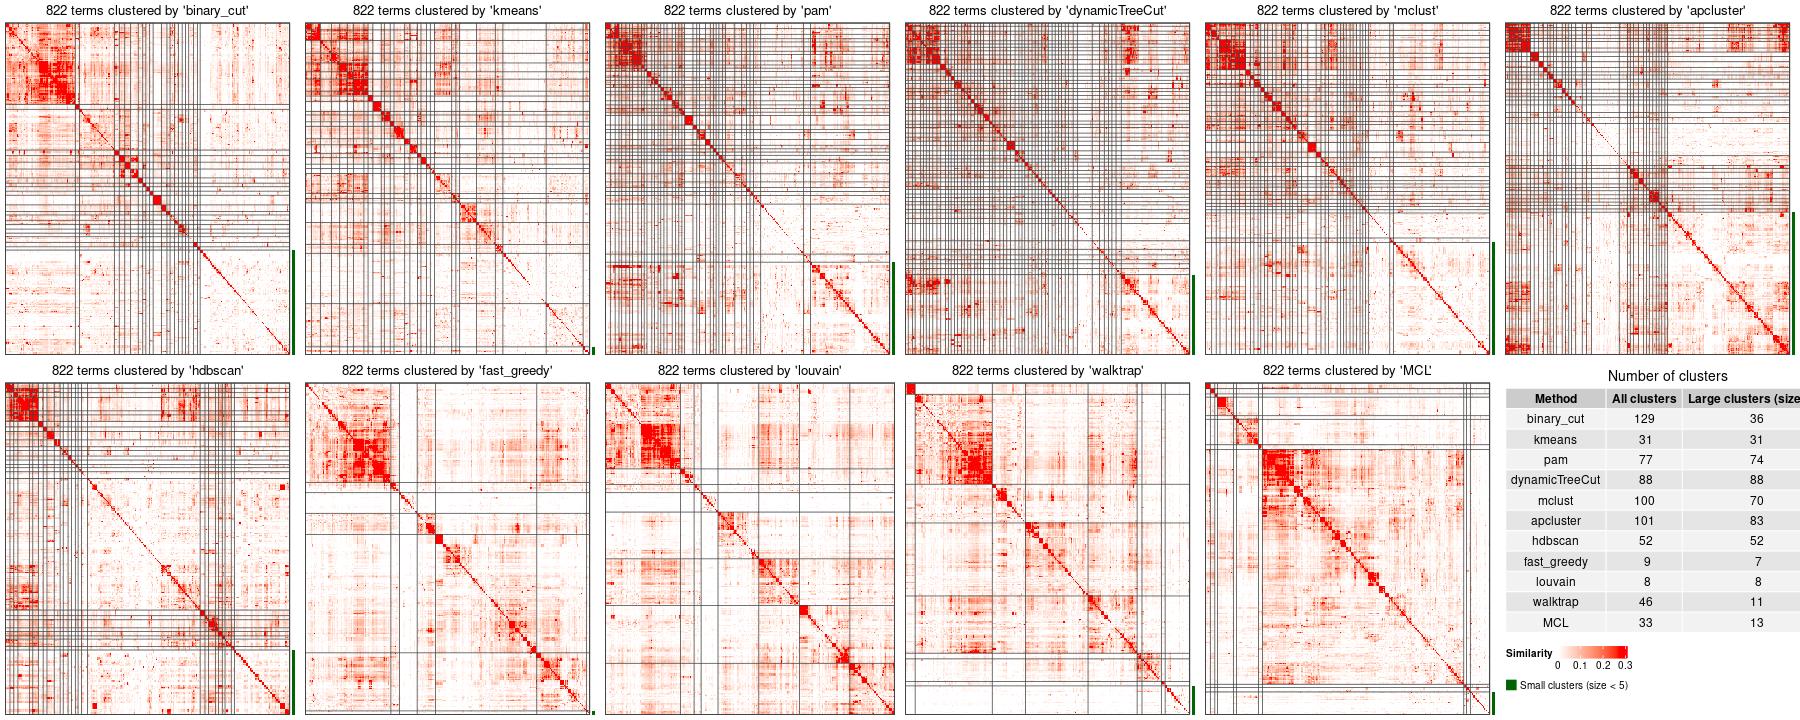 822 terms clustered by 'binary_cut'
822 terms clustered by 'kmeans'
822 terms clustered by 'pam'
822 terms clustered by 'dynamicTreeCut'
822 terms clustered by 'mclust'
822 terms clustered by 'apcluster'
822 terms clustered by 'hdbscan'
822 terms clustered by 'fast_greedy'
822 terms clustered by 'louvain'
822 terms clustered by 'walktrap'
822 terms clustered by 'MCL'
Number of clusters
Method All clusters Large clusters (size
binary_cut 129 36
kmeans 31 31
pam 77 74
dynamicTreeCut 88 88
mclust 100 70
apcluster 101 83
hdbscan 52 52
fast_greedy 9 7
louvain 8 8
walktrap 46 11
MCL 33 13
Similarity
0 0.1 0.2 0.3
Small clusters (size < 5)